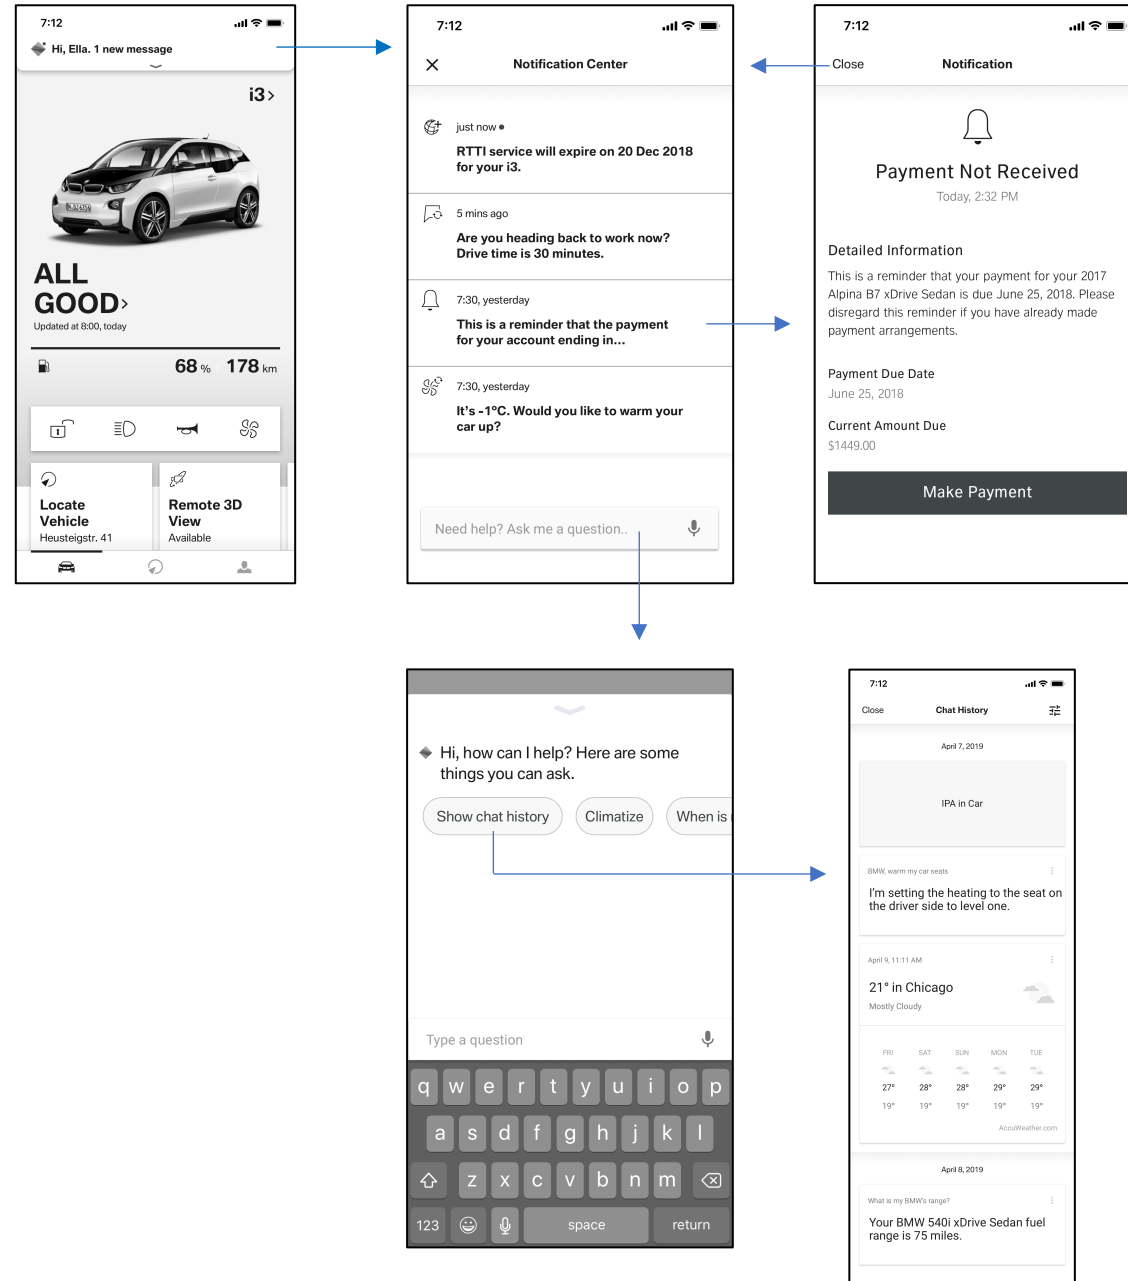 7:12
Hi, Ella. 1 new message
i3
ALL
GOOD
Updated at 8:00, today
68 % 178 km
Locate
Vehicle
Heusteigstr. 41
Remote 3D
View
Available
7:12
Notification Center
just now
RTTI service will expire on 20 Dec 2018
for your i3.
5 mins ago
Are you heading back to work now?
Drive time is 30 minutes.
7:30, yesterday
This is a reminder that the payment
for your account ending in...
7:30, yesterday
It's -1°C. Would you like to warm your
car up?
Need help? Ask me a question..
7:12
Close
Notification
Payment Not Received
Today, 2:32 PM
Detailed Information
This is a reminder that your payment for your 2017
Alpina B7 xDrive Sedan is due June 25, 2018. Please
disregard this reminder if you have already made
payment arrangements.
Payment Due Date
June 25, 2018
Current Amount Due
$1449.00
Make Payment
Hi, how can I help? Here are some
things you can ask.
Show chat history
Climatize
When is
Type a question
q w e r t y u i o p
a s d f g h j k l
z x c v b n m
123 space return
7:12
Close
Chat History
April 7, 2019
IPA in Car
BMW, warm my car seats
I'm setting the heating to the seat on
the driver side to level one.
April 9, 11:11 AM
21° in Chicago
Mostly Cloudy
FRI SAT SUN MON TUE
27° 28° 28° 29° 29°
19° 19° 19° 19° 19°
AccuWeather.com
April 8, 2019
What is my BMW's range?
Your BMW 540i xDrive Sedan fuel
range is 75 miles.